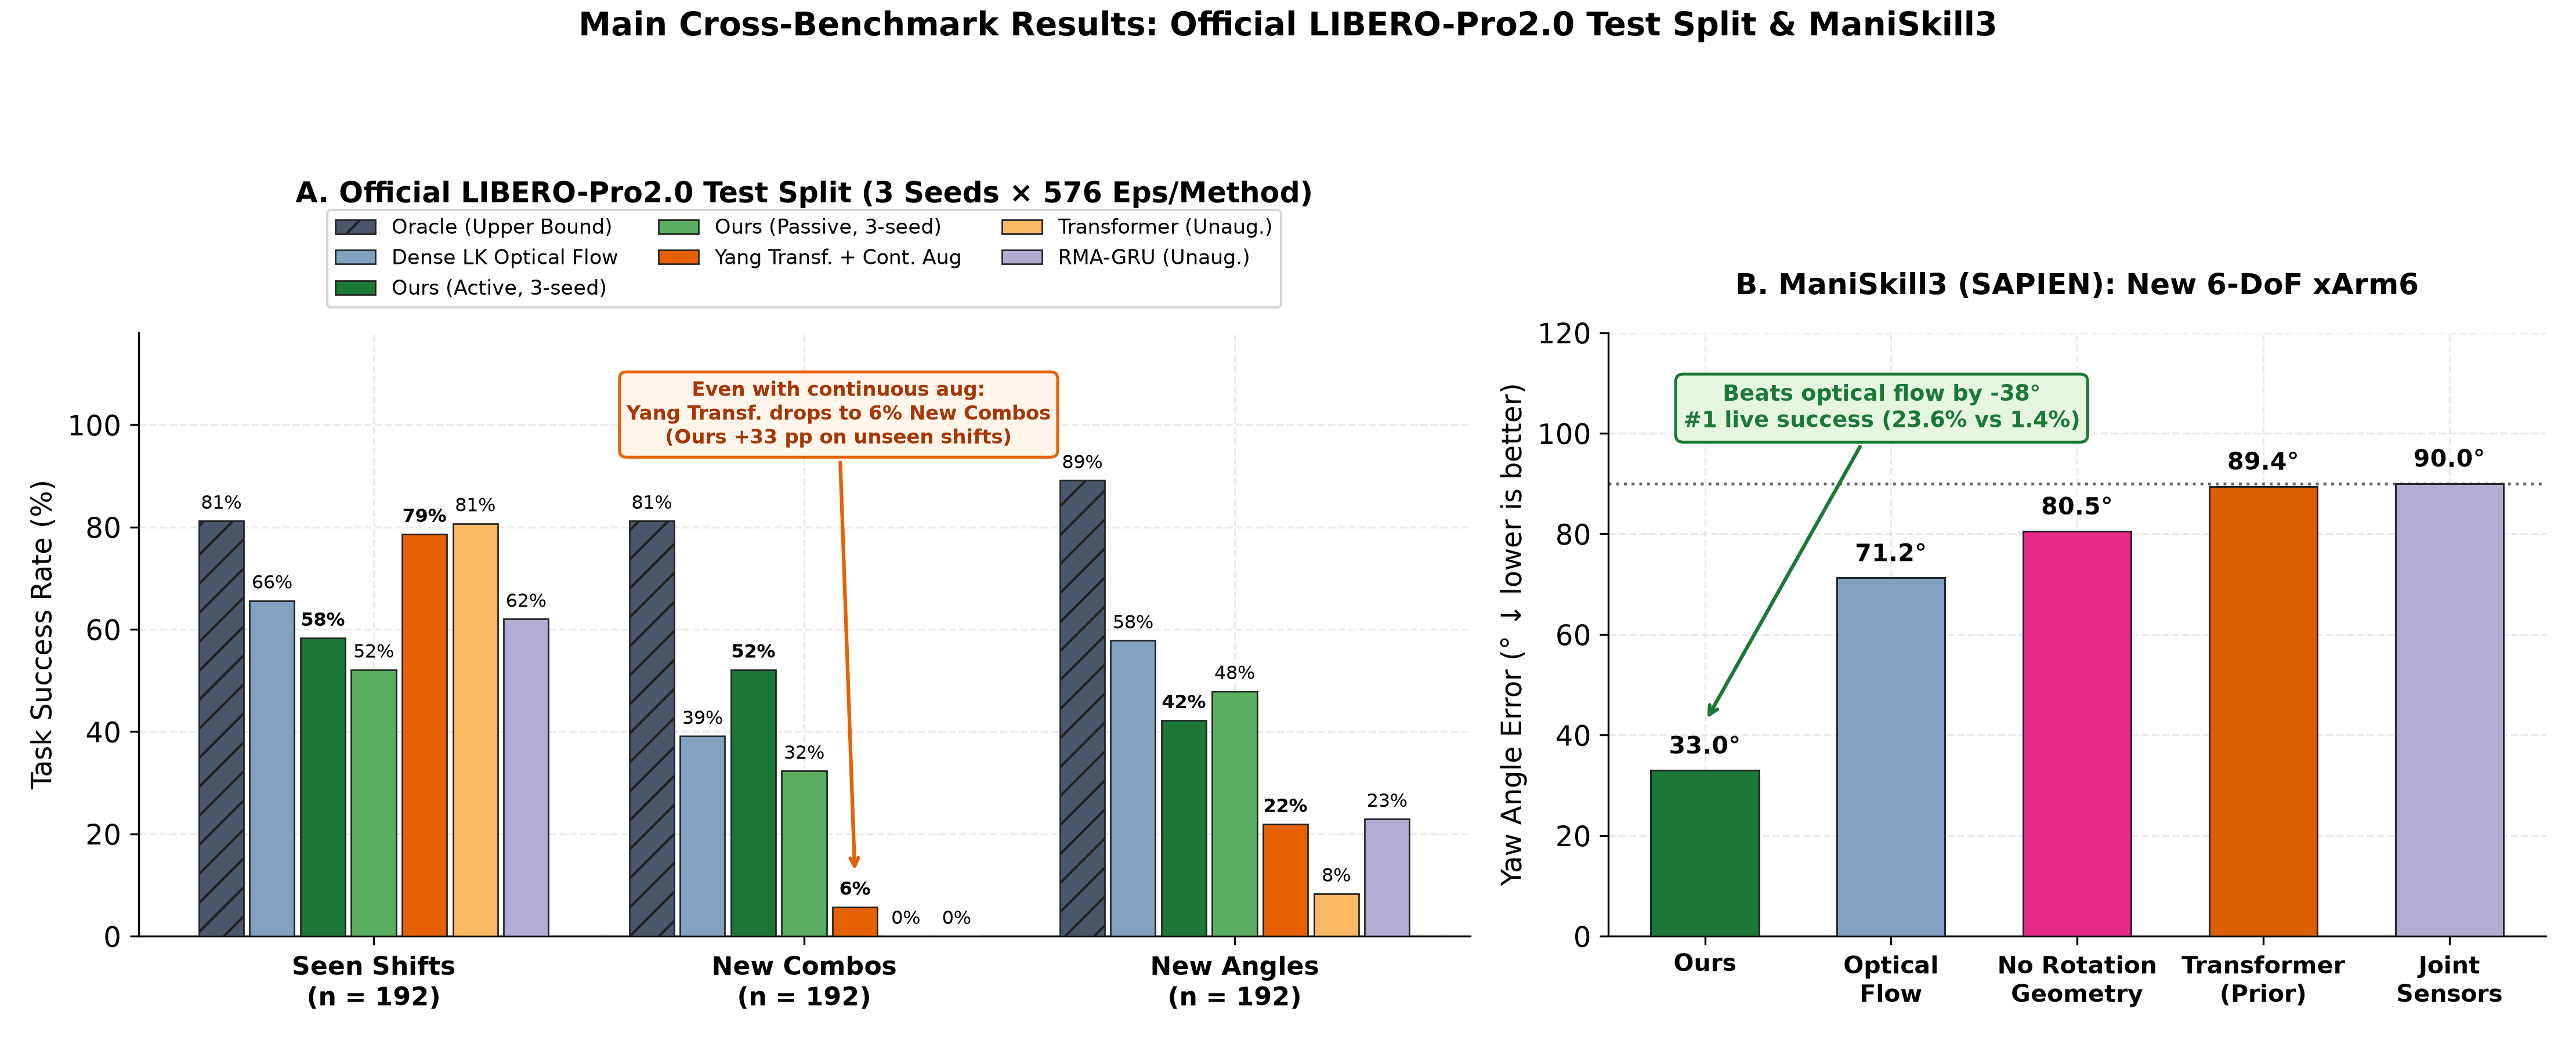 Main Cross-Benchmark Results: Official LIBERO-Pro2.0 Test Split & ManiSkill3
A. Official LIBERO-Pro2.0 Test Split (3 Seeds × 576 Eps/Method)
Oracle (Upper Bound)
Dense LK Optical Flow
Ours (Active, 3-seed)
Ours (Passive, 3-seed)
Yang Transf. + Cont. Aug
Transformer (Unaug.)
RMA-GRU (Unaug.)
Task Success Rate (%)
100
80
60
40
20
0
Even with continuous aug:
Yang Transf. drops to 6% New Combos
(Ours +33 pp on unseen shifts)
81%
66%
58%
52%
79%
81%
62%
81%
39%
52%
32%
6%
0%
0%
89%
58%
42%
48%
22%
8%
23%
Seen Shifts
(n = 192)
New Combos
(n = 192)
New Angles
(n = 192)
B. ManiSkill3 (SAPIEN): New 6-DoF xArm6
Yaw Angle Error (° ↓ lower is better)
120
100
80
60
40
20
0
Beats optical flow by -38°
#1 live success (23.6% vs 1.4%)
33.0°
71.2°
80.5°
89.4°
90.0°
Ours
Optical
Flow
No Rotation
Geometry
Transformer
(Prior)
Joint
Sensors